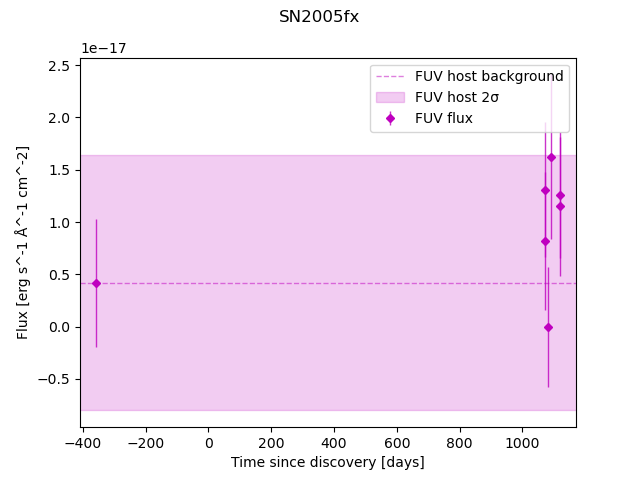 SN2005fx
1e−17
2.5
2.0
1.5
1.0
0.5
0.0
−0.5
Flux [erg s^-1 Å^-1 cm^-2]
FUV host background
FUV host 2σ
FUV flux
−400 −200 0 200 400 600 800 1000
Time since discovery [days]